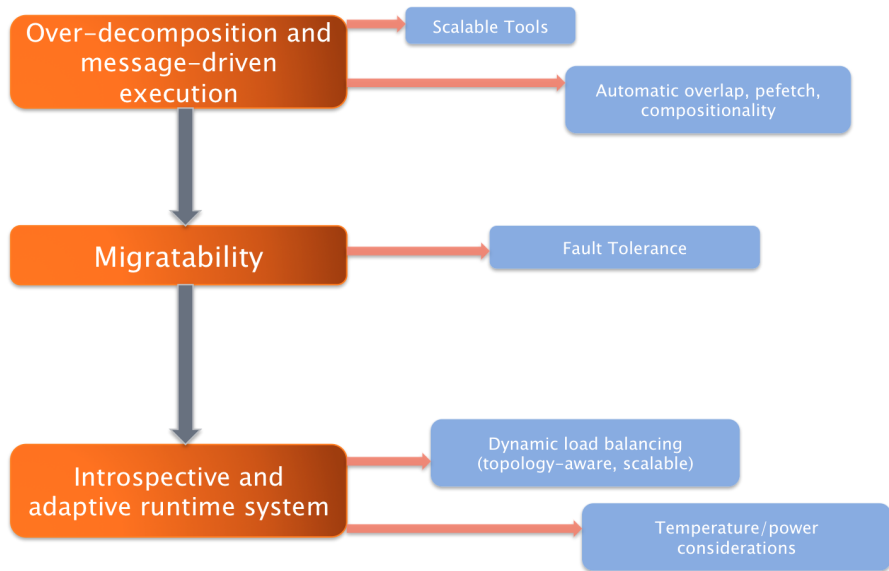 Over-decomposition and
message-driven
execution
Scalable Tools
Automatic overlap, pefetch,
compositionality
Migratability
Fault Tolerance
Introspective and
adaptive runtime system
Dynamic load balancing
(topology-aware, scalable)
Temperature/power
considerations